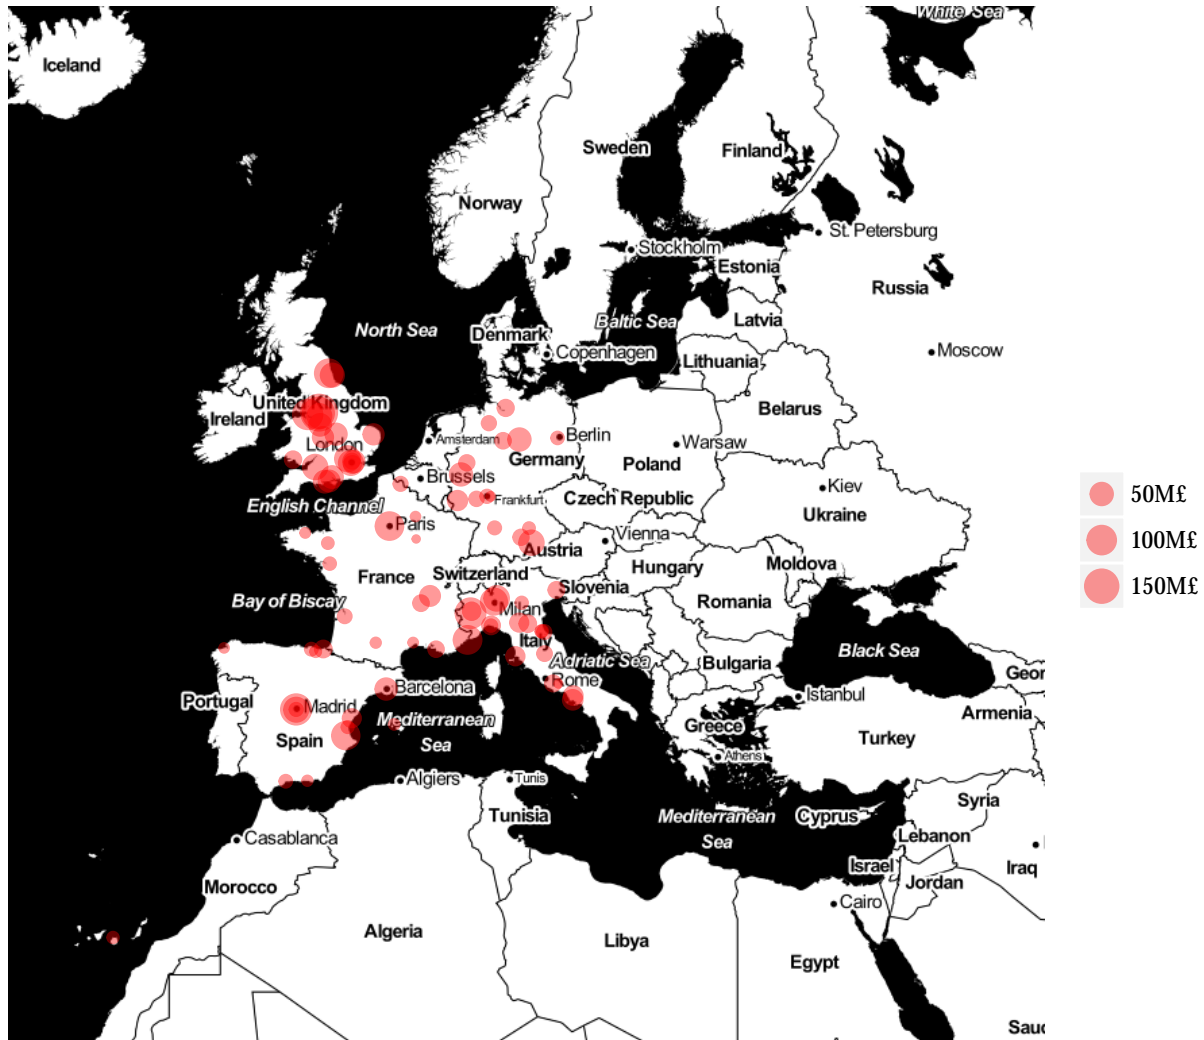 White Sea
Iceland
Sweden
Finland
Norway
St. Petersburg
Stockholm
Estonia
Russia
North Sea
Baltic Sea
Latvia
Denmark
Copenhagen
Moscow
Lithuania
United Kingdom
Belarus
Ireland
Amsterdam
Berlin
London
Warsaw
Germany
Poland
Brussels
Kiev
50M£
English Channel
Frankfurt
Czech Republic
Ukraine
Paris
Vienna
100M£
Austria
Hungary
Moldova
France
Switzerland
Slovenia
150M£
Bay of Biscay
Milan
Romania
Italy
Black Sea
Adriatic Sea
Bulgaria
Geor
Rome
Barcelona
Portugal
Madrid
Istanbul
Mediterranean
Sea
Armenia
Greece
Spain
Turkey
Athens
Algiers
Tunis
Syria
Tunisia
Mediterranean
Sea
Cyprus
Casablanca
Lebanon
Israel
Iraq
Morocco
Jordan
Cairo
Algeria
Libya
Egypt
Sauc